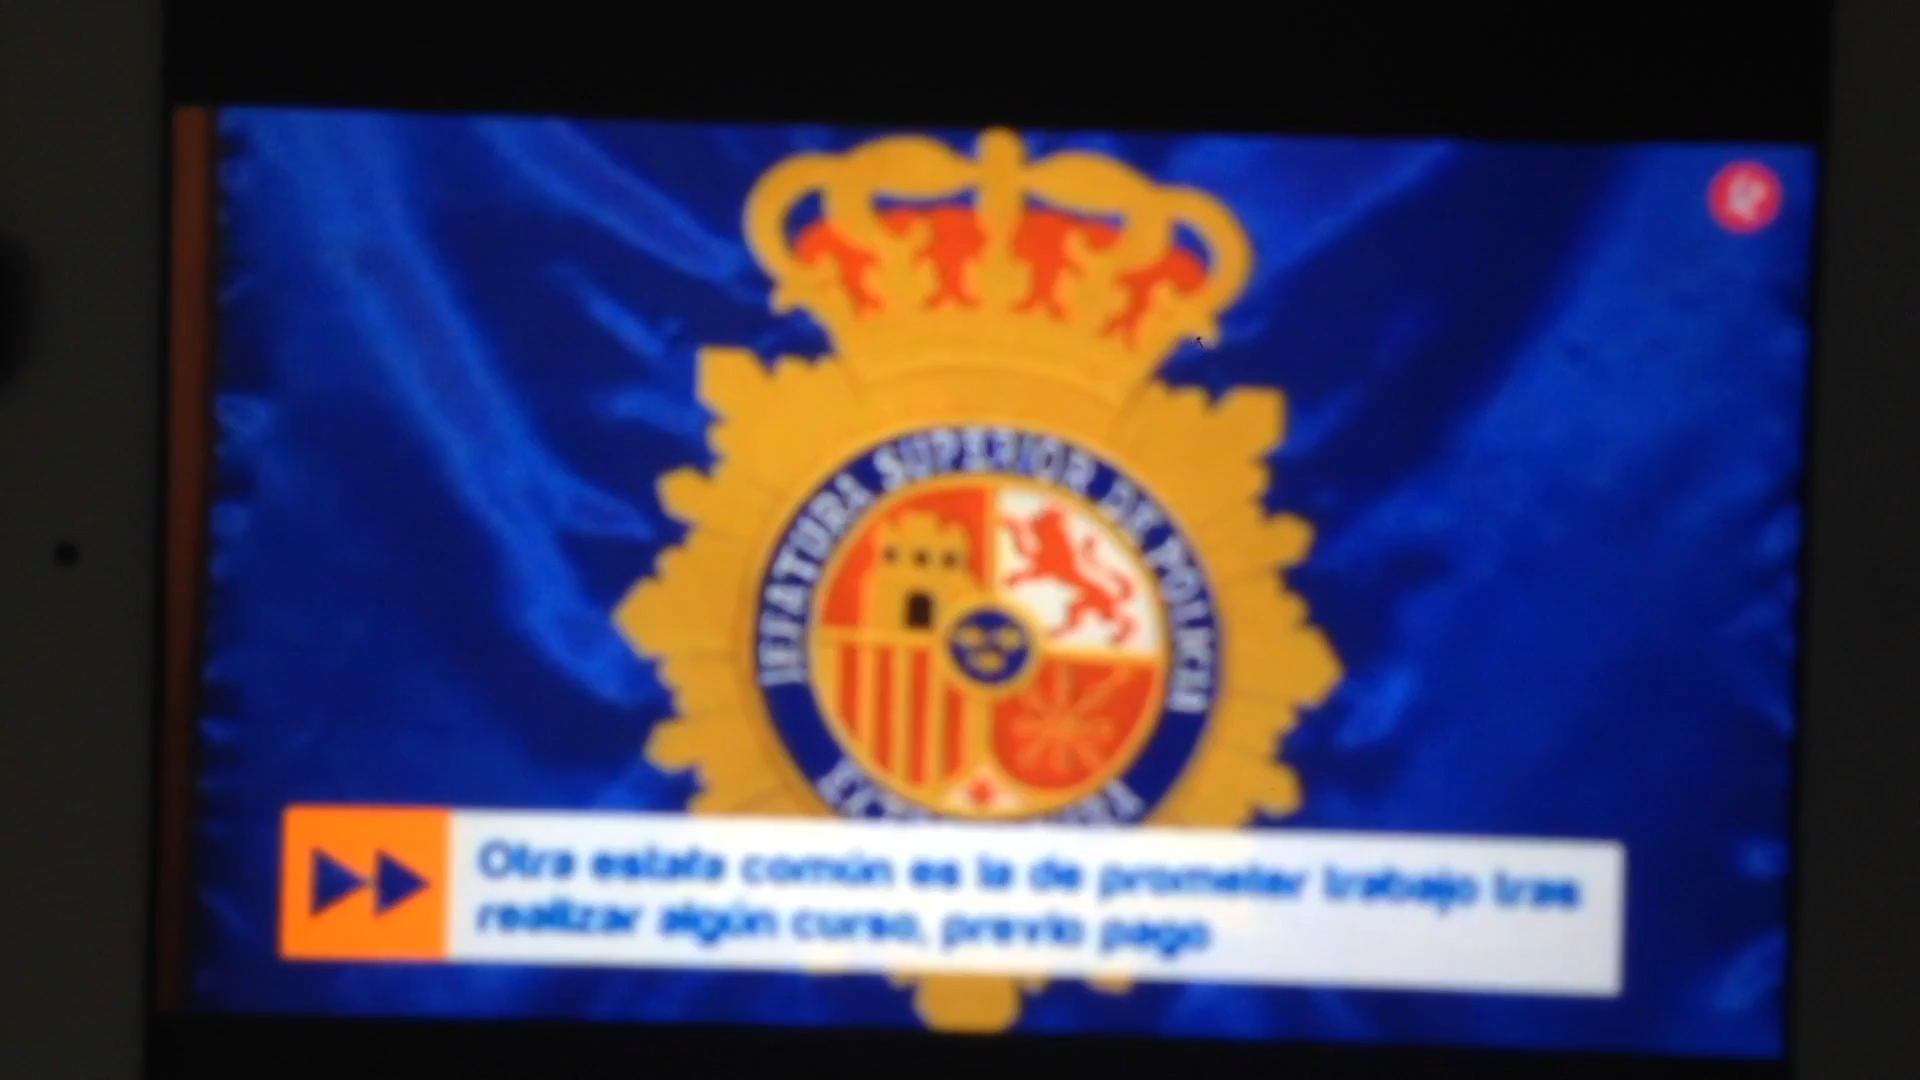 JEFATURA SUPERIOR DE POLICIA
Otra estafa común es la de prometer trabajo tras
realizar algún curso, previo pago